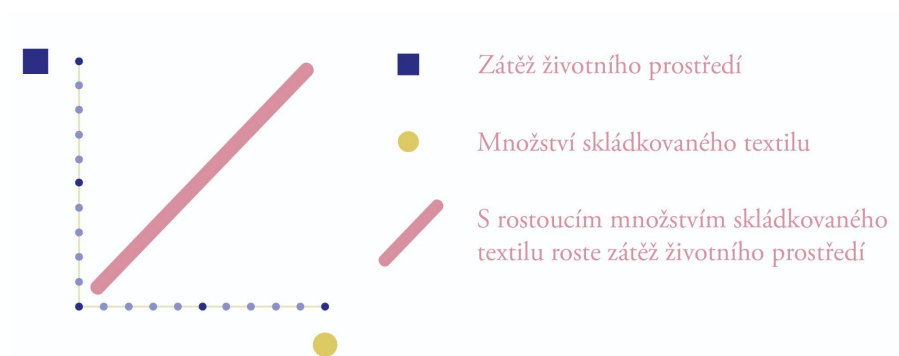 Zátěž životního prostředí
Množství skládkovaného textilu
S rostoucím množstvím skládkovaného
textilu roste zátěž životního prostředí